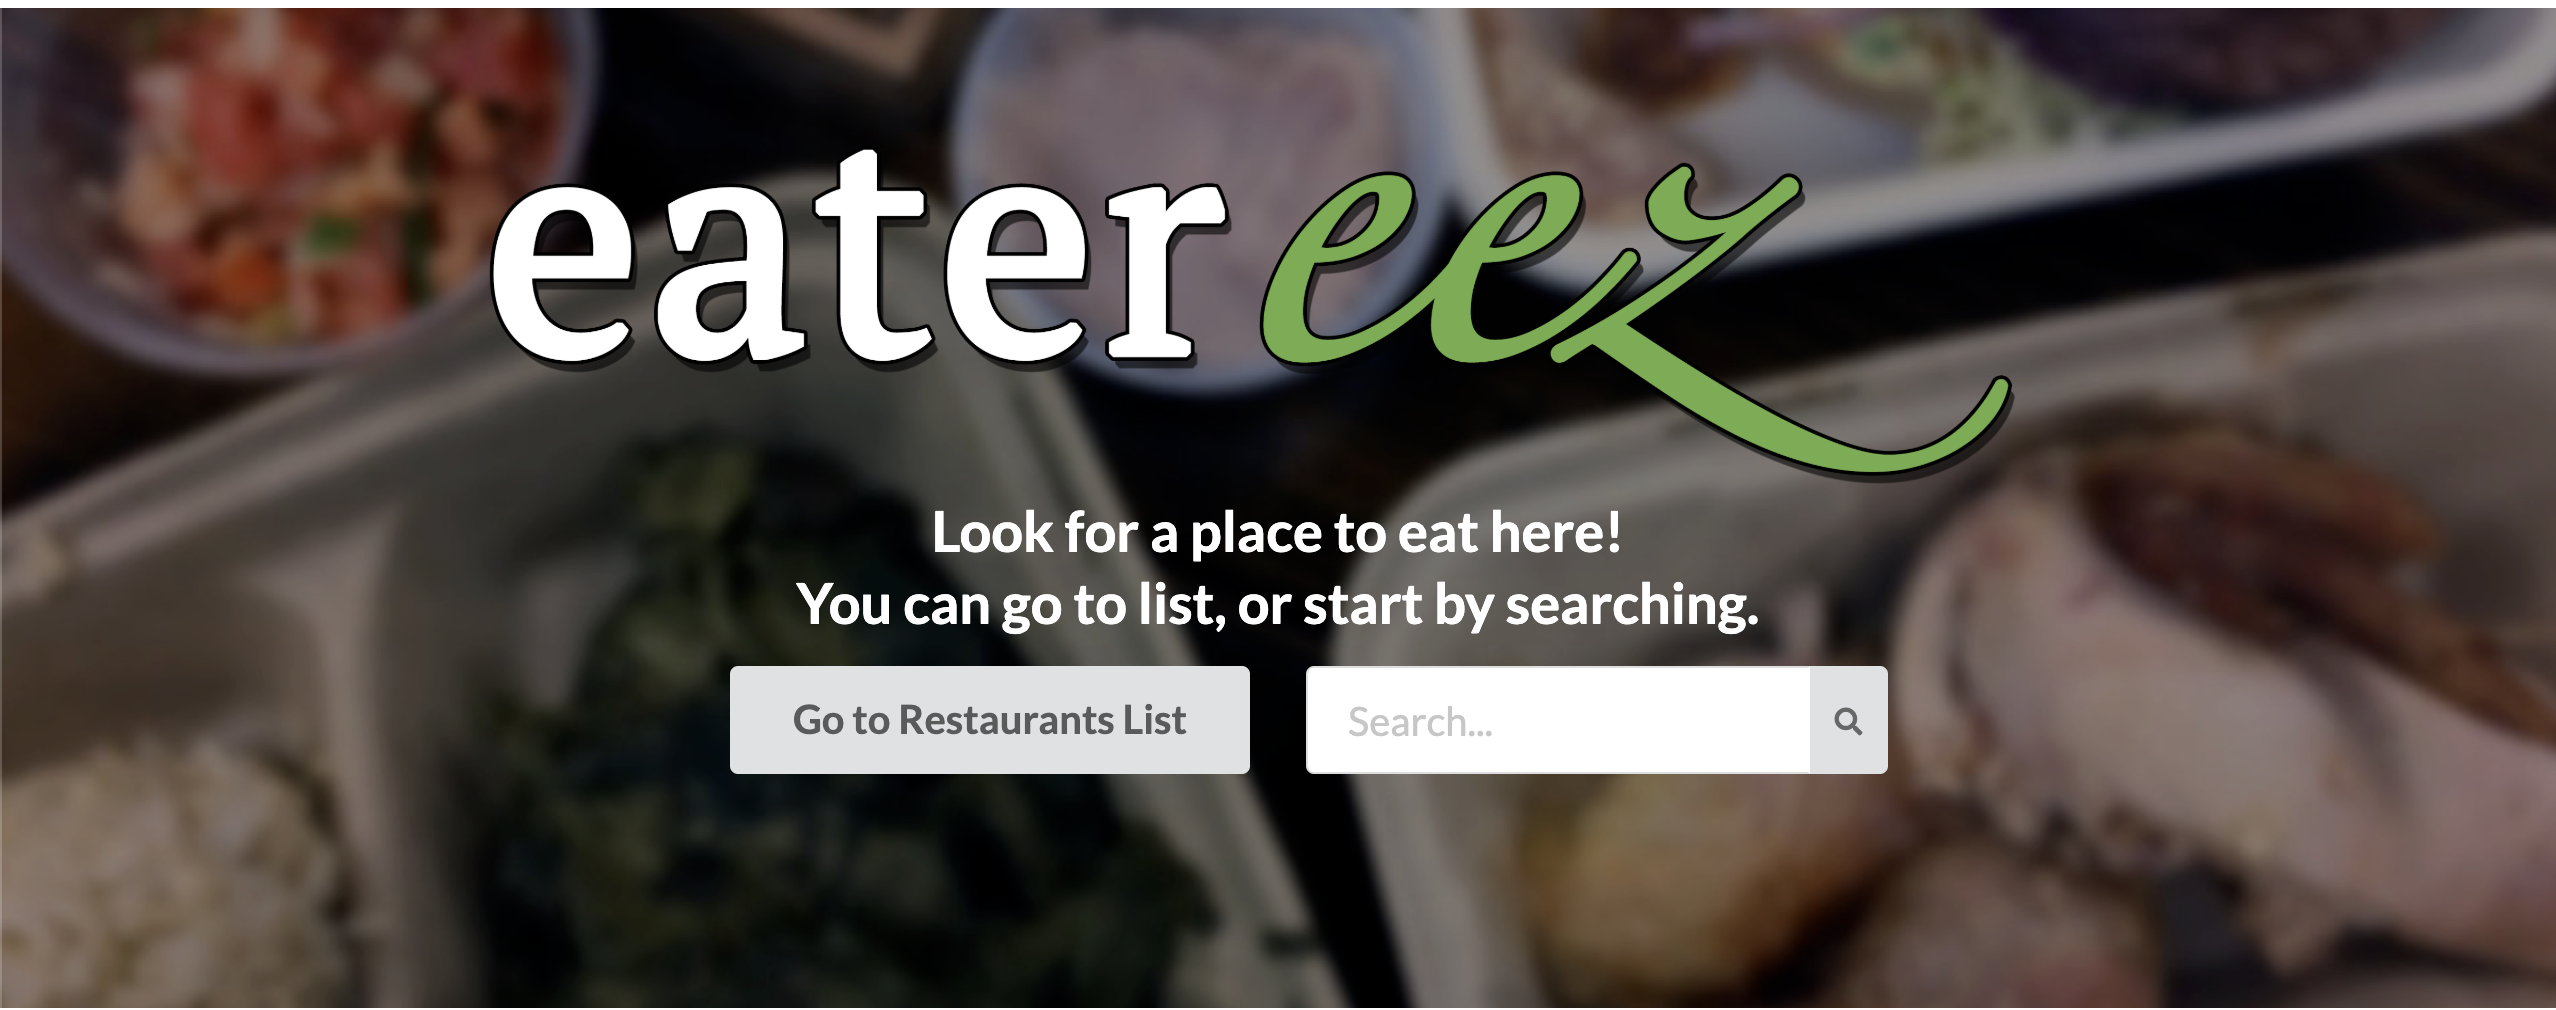 eatereez
Look for a place to eat here!
You can go to list, or start by searching.
Go to Restaurants List
Search...